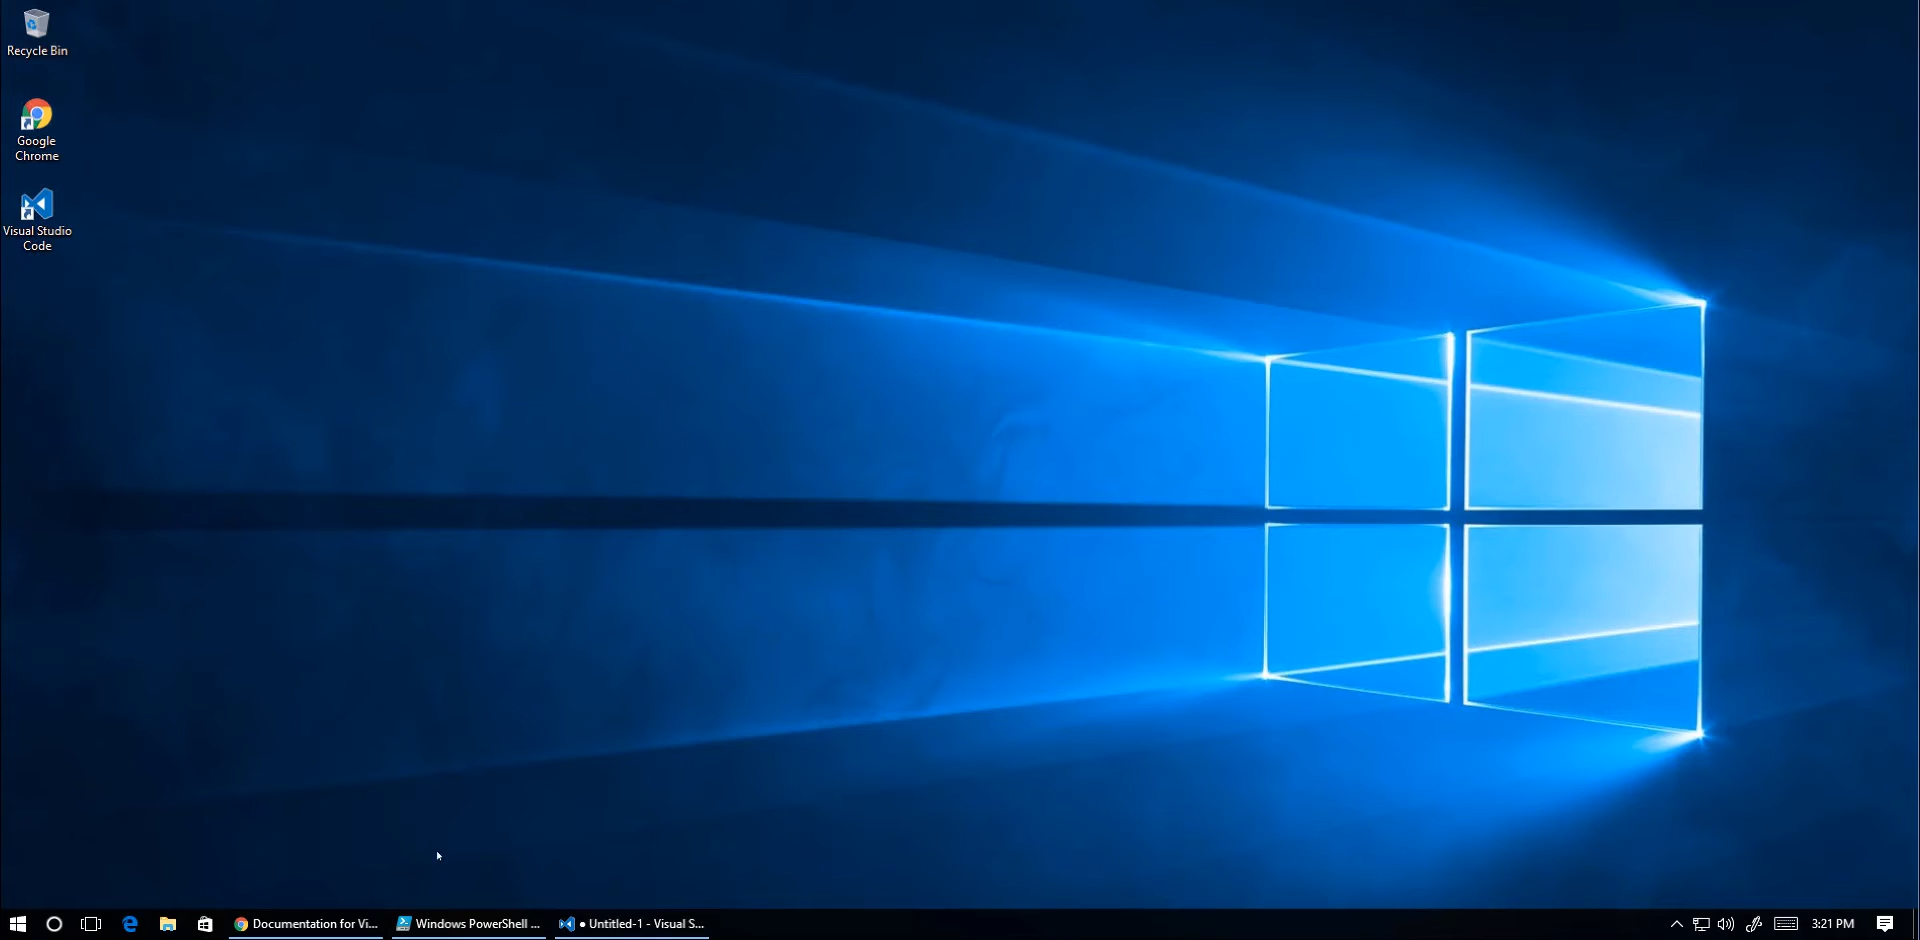 Recycle Bin
Google
Chrome
Visual Studio
Code
Documentation for Vi...
Windows PowerShell ...
● Untitled-1 - Visual S...
3:21 PM